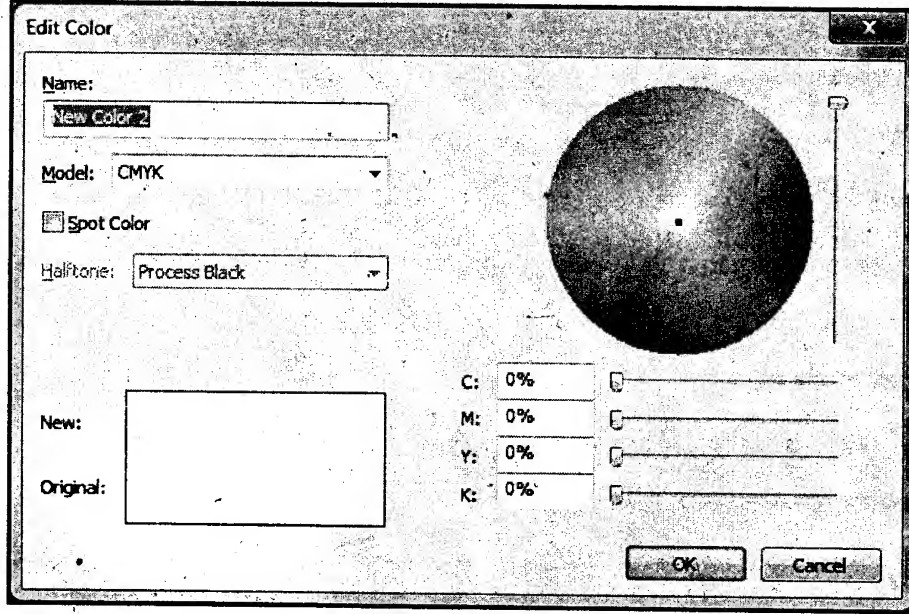 Edit Color
X
Name:
New Color 2
Model: CMYK
Spot Color
Halftone: Process Black
C: 0%
M: 0%
Y: 0%
K: 0%
New:
Original:
OK Cancel